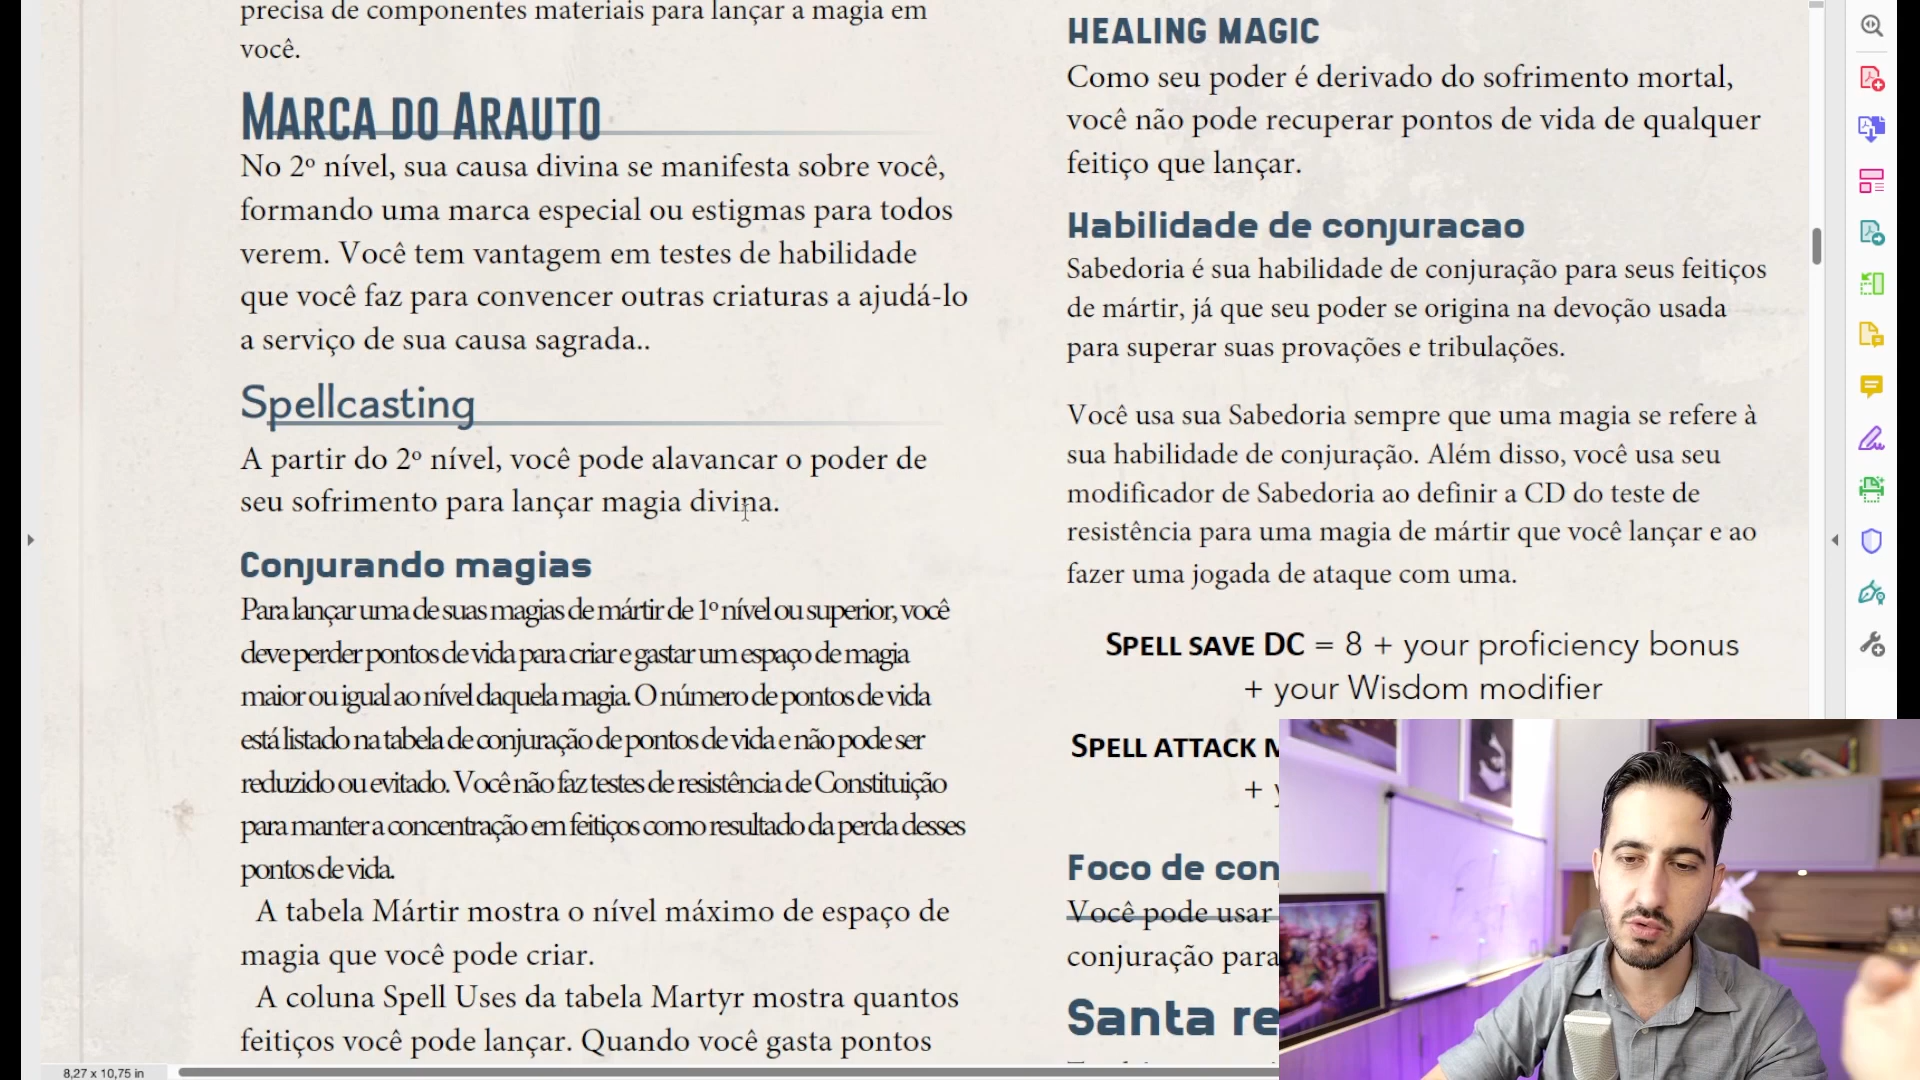 precisa de componentes materiais para lançar a magia em
você.
MARCA DO ARAUTO
No 2º nível, sua causa divina se manifesta sobre você,
formando uma marca especial ou estigmas para todos
verem. Você tem vantagem em testes de habilidade
que você faz para convencer outras criaturas a ajudá-lo
a serviço de sua causa sagrada..
Spellcasting
A partir do 2º nível, você pode alavancar o poder de
seu sofrimento para lançar magia divina.
Conjurando magias
Para lançar uma de suas magias de mártir de 1º nível ou superior, você
deve perder pontos de vida para criar e gastar um espaço de magia
maior ou igual ao nível daquela magia. O número de pontos de vida
está listado na tabela de conjuração de pontos de vida e não pode ser
reduzido ou evitado. Você não faz testes de resistência de Constituição
para manter a concentração em feitiços como resultado da perda desses
pontos de vida.
A tabela Mártir mostra o nível máximo de espaço de
magia que você pode criar.
A coluna Spell Uses da tabela Martyr mostra quantos
feitiços você pode lançar. Quando você gasta pontos
HEALING MAGIC
Como seu poder é derivado do sofrimento mortal,
você não pode recuperar pontos de vida de qualquer
feitiço que lançar.
Habilidade de conjuracao
Sabedoria é sua habilidade de conjuração para seus feitiços
de mártir, já que seu poder se origina na devoção usada
para superar suas provações e tribulações.
Você usa sua Sabedoria sempre que uma magia se refere à
sua habilidade de conjuração. Além disso, você usa seu
modificador de Sabedoria ao definir a CD do teste de
resistência para uma magia de mártir que você lançar e ao
fazer uma jogada de ataque com uma.
SPELL SAVE DC = 8 + your proficiency bonus
+ your Wisdom modifier
SPELL ATTACK M
+ y
Foco de con
Você pode usar
conjuração para
Santa re
8,27 x 10,75 in